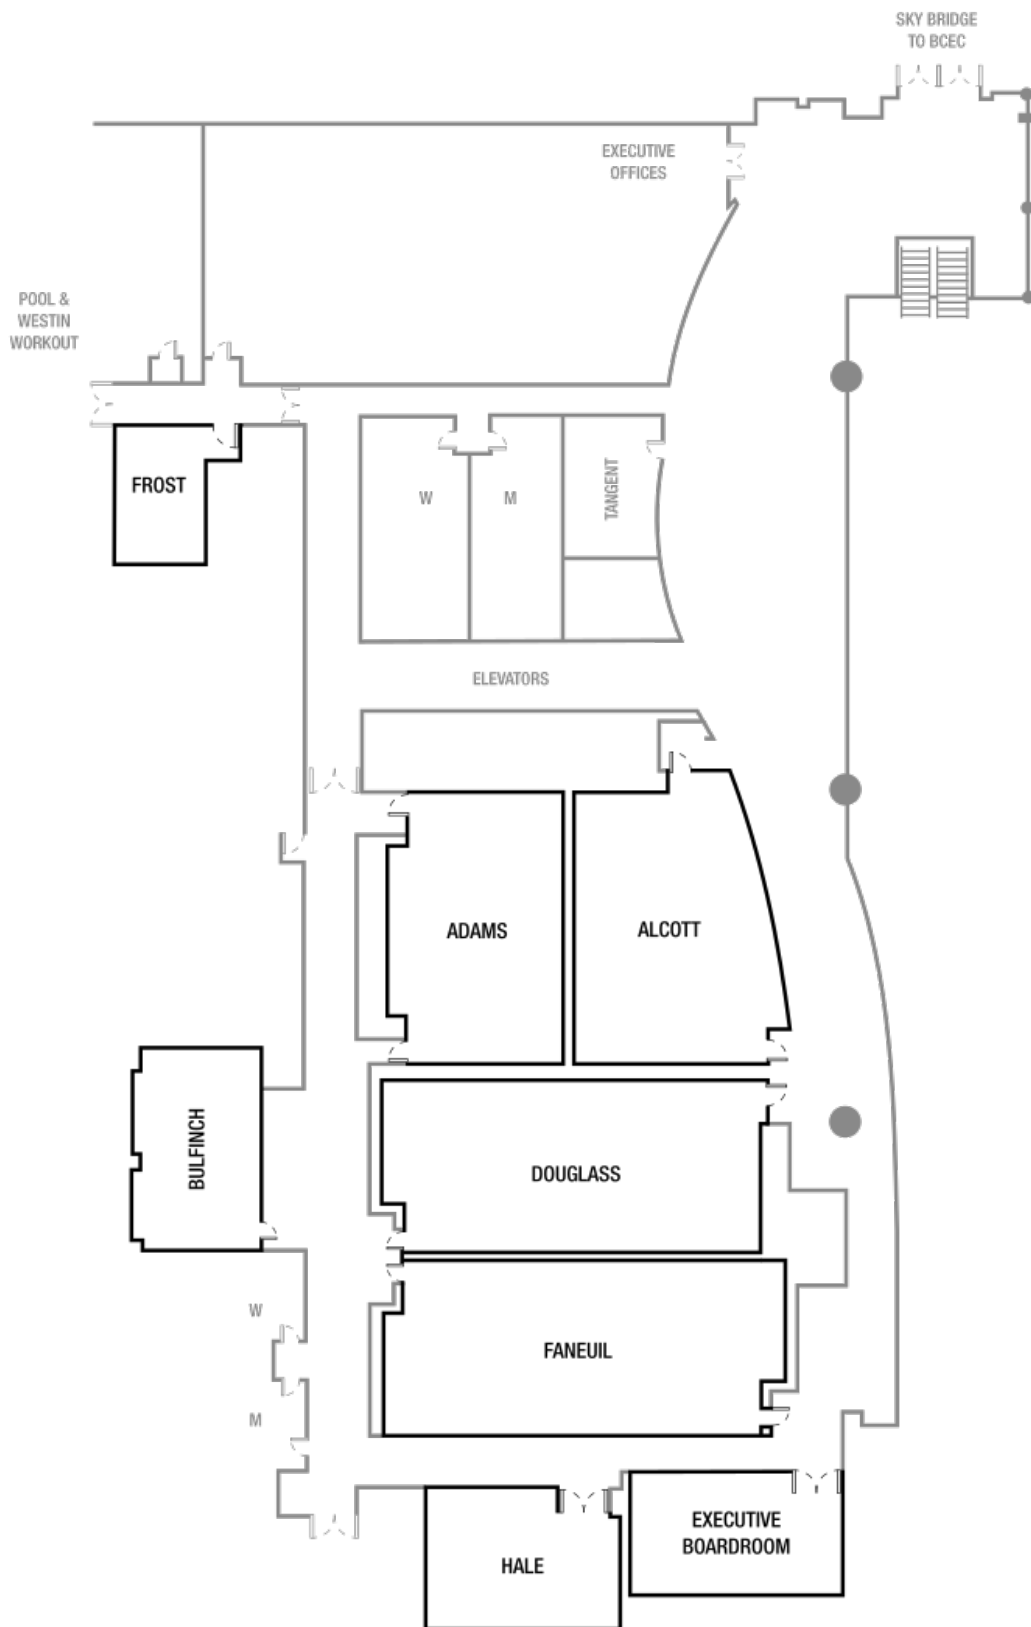 SKY BRIDGE
TO BCEC
EXECUTIVE
OFFICES
POOL &
WESTIN
WORKOUT
FROST
W
M
TANGENT
ELEVATORS
ADAMS
ALCOTT
BULFINCH
DOUGLASS
W
FANEUIL
M
EXECUTIVE
BOARDROOM
HALE